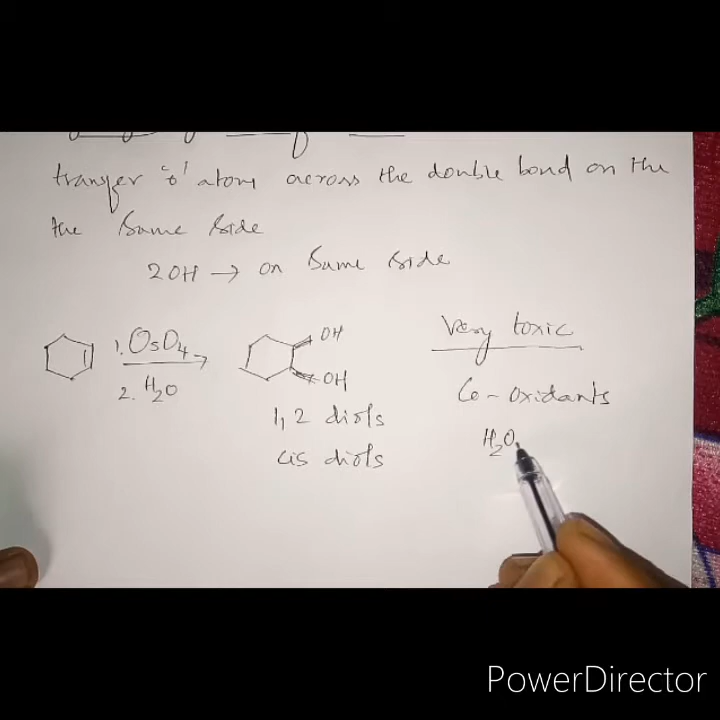 transfer 'o' atom across the double bond on the
the same side
2OH → on same side
1. OsO4
2. H2O
OH
OH
1,2 diols
cis diols
Very toxic
Co-oxidants
H2O
PowerDirector